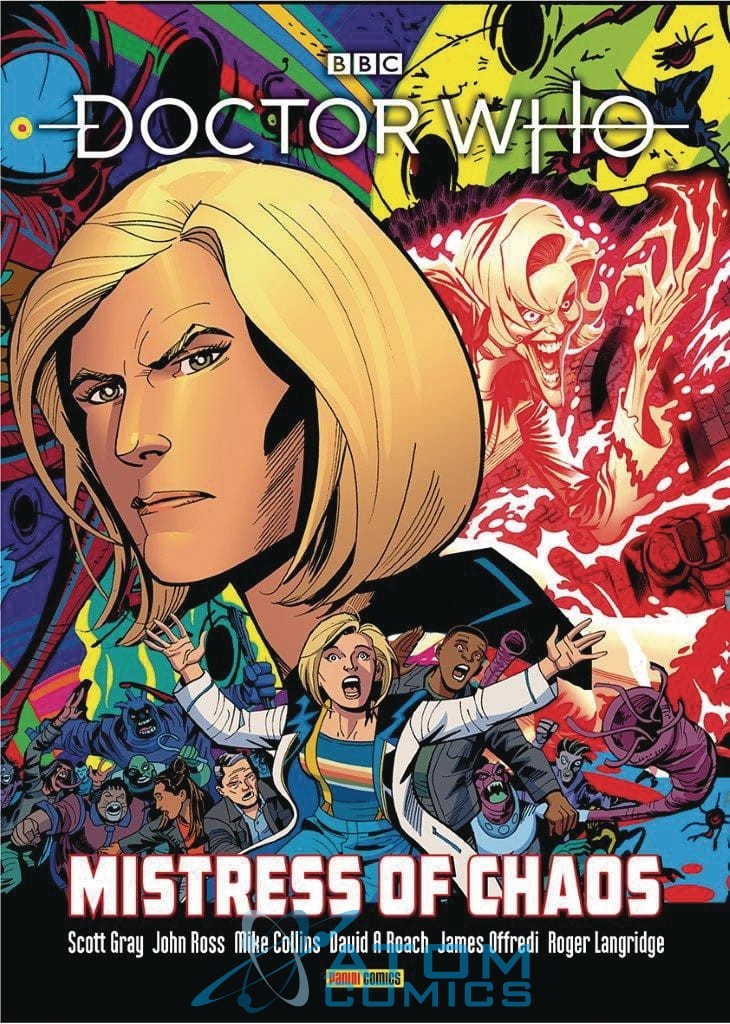 BBC
DOCTOR WHO
MISTRESS OF CHAOS
Scott Gray John Ross Mike Collins David A Roach James Offredi Roger Langridge
PANINI COMICS
ATOM
COMICS